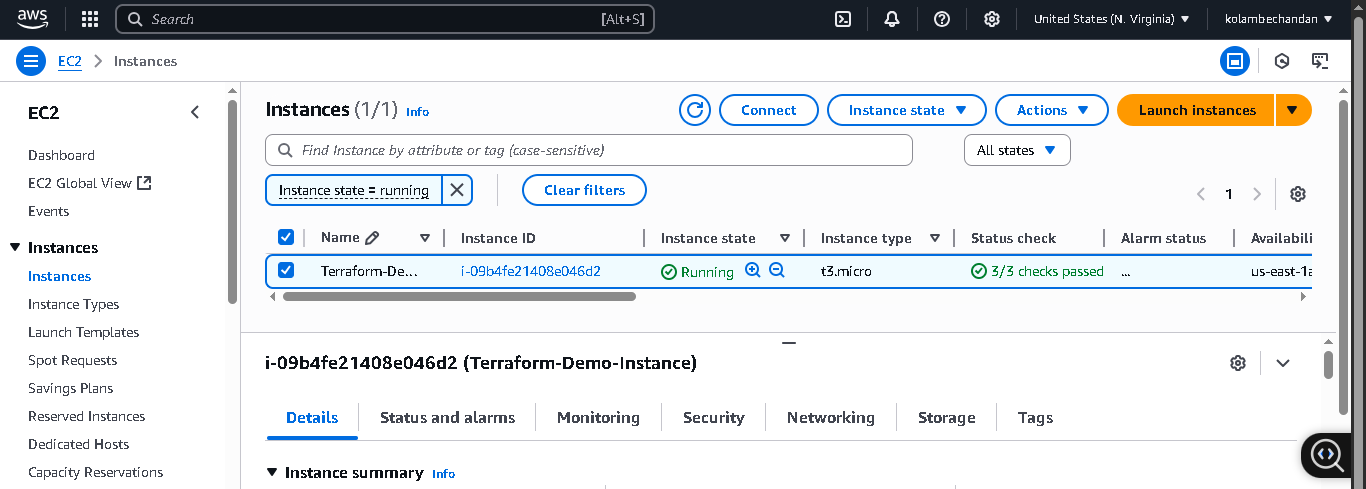 aws Search [Alt+S] United States (N. Virginia) kolambechandan
EC2 > Instances
EC2
Dashboard
EC2 Global View
Events
Instances
Instances
Instance Types
Launch Templates
Spot Requests
Savings Plans
Reserved Instances
Dedicated Hosts
Capacity Reservations
Instances (1/1) Info Connect Instance state Actions Launch instances
Find Instance by attribute or tag (case-sensitive) All states
Instance state = running Clear filters 1
Name Instance ID Instance state Instance type Status check Alarm status Availabili
Terraform-De... i-09b4fe21408e046d2 Running t3.micro 3/3 checks passed ... us-east-1a
i-09b4fe21408e046d2 (Terraform-Demo-Instance)
Details Status and alarms Monitoring Security Networking Storage Tags
Instance summary Info